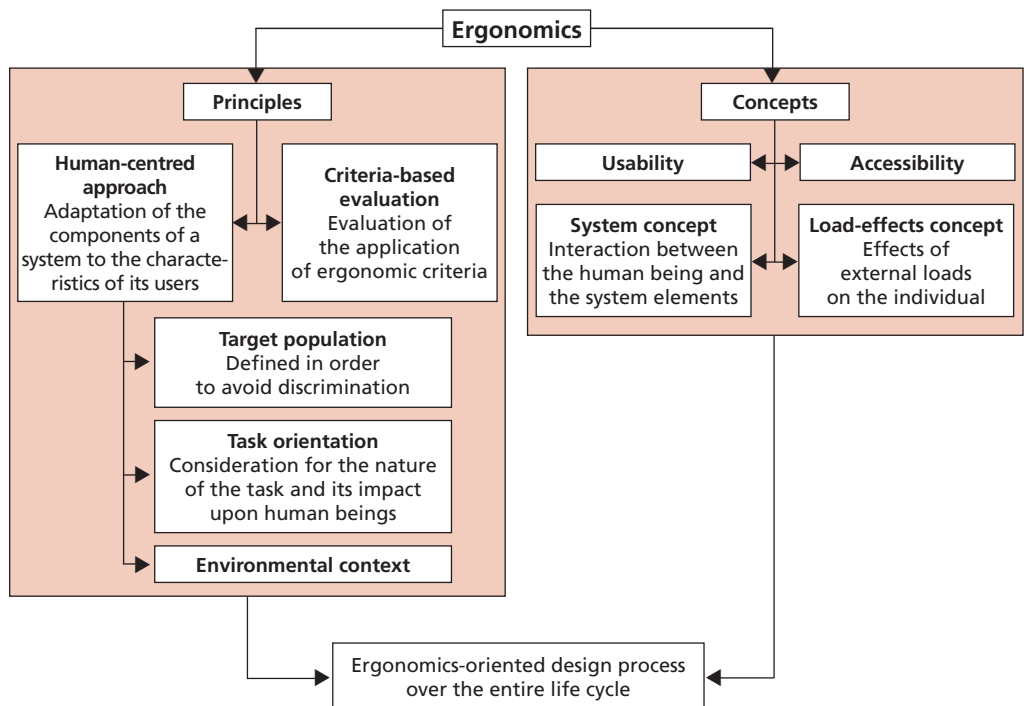 Ergonomics
Principles
Human-centred
approach
Adaptation of the
components of a
system to the characte-
ristics of its users
Criteria-based
evaluation
Evaluation of
the application
of ergonomic criteria
Target population
Defined in order
to avoid discrimination
Task orientation
Consideration for the nature
of the task and its impact
upon human beings
Environmental context
Concepts
Usability
Accessibility
System concept
Interaction between
the human being and
the system elements
Load-effects concept
Effects of
external loads
on the individual
Ergonomics-oriented design process
over the entire life cycle